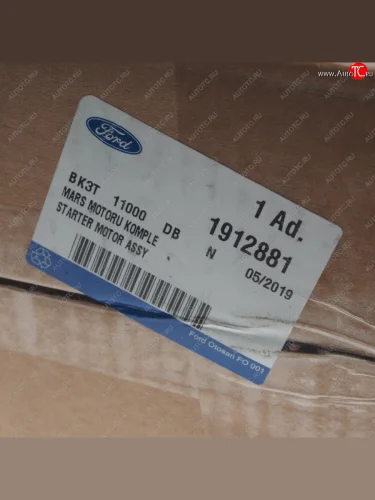 www.AutoTC.ru
Ford
BK3T 11000 DB
MARS MOTORU KOMPLE
STARTER MOTOR ASSY
1 Ad.
1912881
N 05/2019
Ford Otosan FO 001